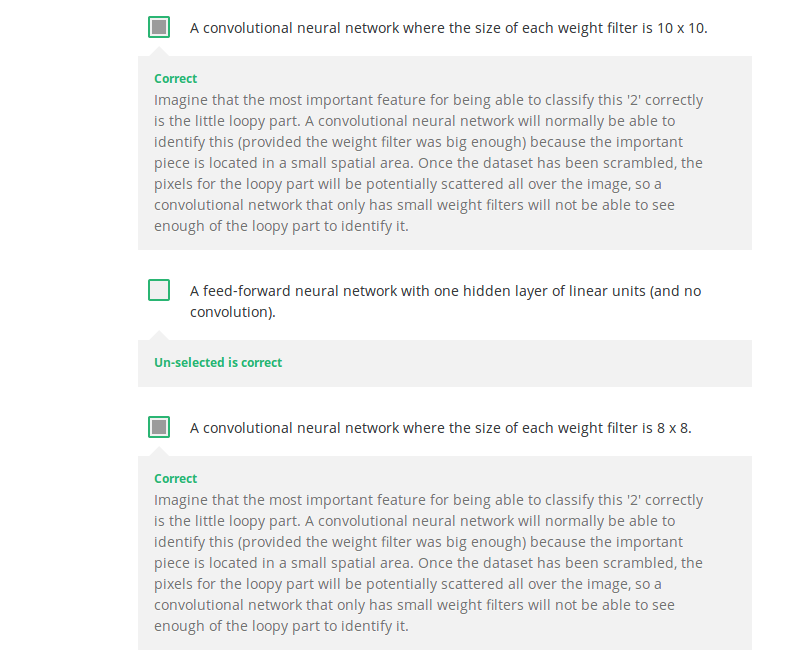 A convolutional neural network where the size of each weight filter is 10 x 10.
Correct
Imagine that the most important feature for being able to classify this '2' correctly
is the little loopy part. A convolutional neural network will normally be able to
identify this (provided the weight filter was big enough) because the important
piece is located in a small spatial area. Once the dataset has been scrambled, the
pixels for the loopy part will be potentially scattered all over the image, so a
convolutional network that only has small weight filters will not be able to see
enough of the loopy part to identify it.
A feed-forward neural network with one hidden layer of linear units (and no
convolution).
Un-selected is correct
A convolutional neural network where the size of each weight filter is 8 x 8.
Correct
Imagine that the most important feature for being able to classify this '2' correctly
is the little loopy part. A convolutional neural network will normally be able to
identify this (provided the weight filter was big enough) because the important
piece is located in a small spatial area. Once the dataset has been scrambled, the
pixels for the loopy part will be potentially scattered all over the image, so a
convolutional network that only has small weight filters will not be able to see
enough of the loopy part to identify it.